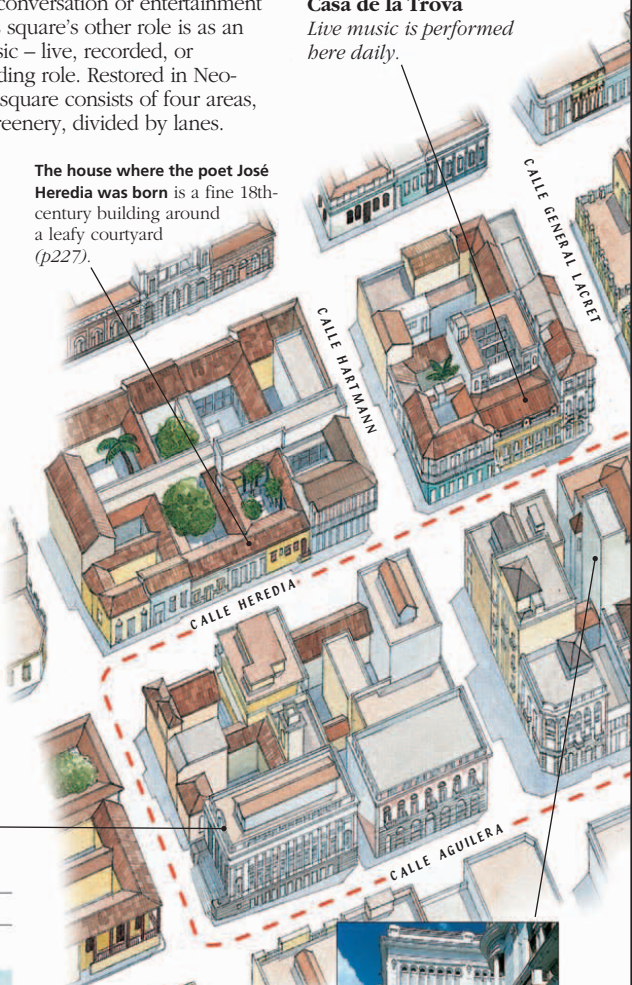 conversation or entertainment
square's other role is as an
sic – live, recorded, or
ding role. Restored in Neo-
square consists of four areas,
reenery, divided by lanes.
Casa de la Trova
Live music is performed
here daily.
The house where the poet José
Heredia was born is a fine 18th-
century building around
a leafy courtyard
(p227).
CALLE GENERAL LACRET
CALLE HARTMANN
CALLE HEREDIA
CALLE AGUILERA